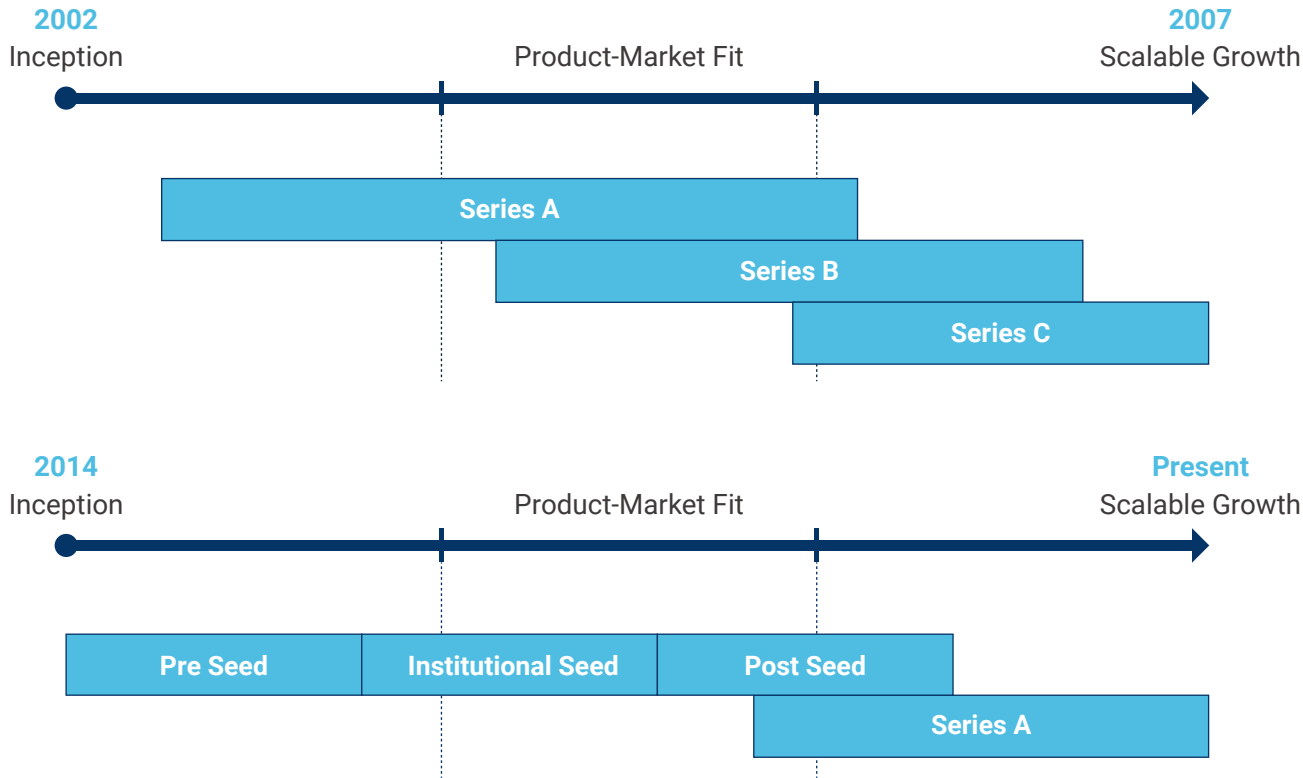 2002
2007
Inception
Product-Market Fit
Scalable Growth
Series A
Series B
Series C
2014
Present
Inception
Product-Market Fit
Scalable Growth
Pre Seed
Institutional Seed
Post Seed
Series A